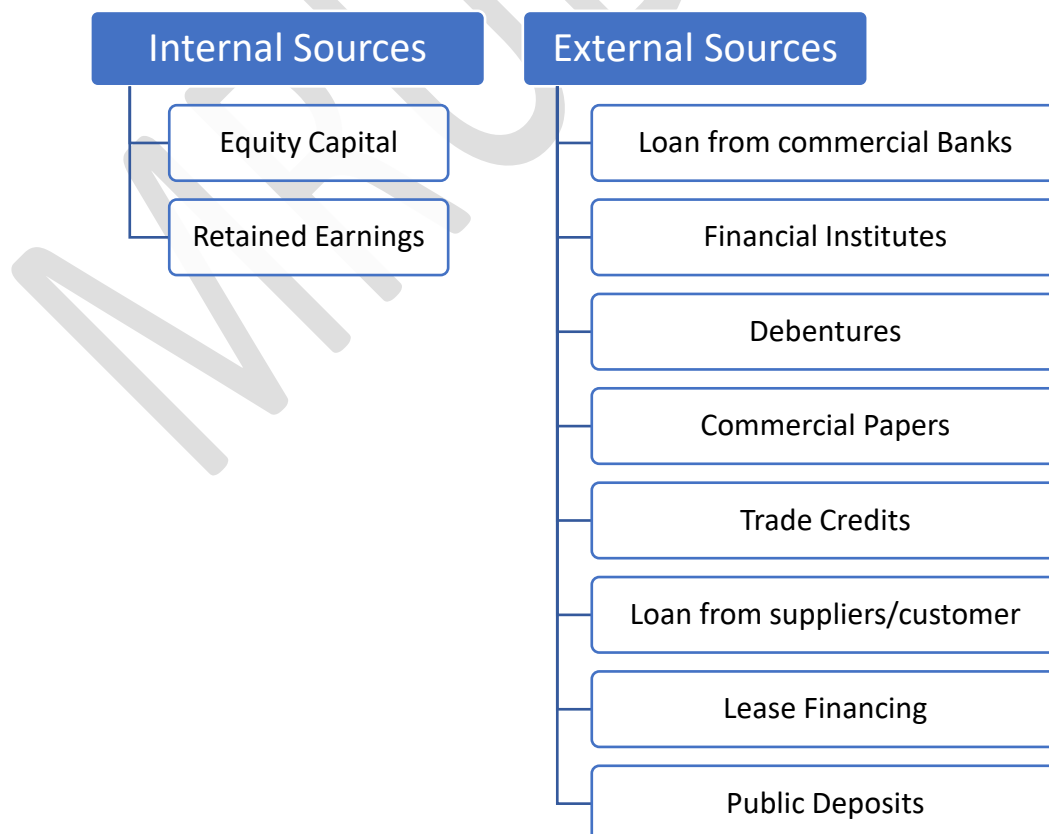 Internal Sources
Equity Capital
Retained Earnings
External Sources
Loan from commercial Banks
Financial Institutes
Debentures
Commercial Papers
Trade Credits
Loan from suppliers/customer
Lease Financing
Public Deposits